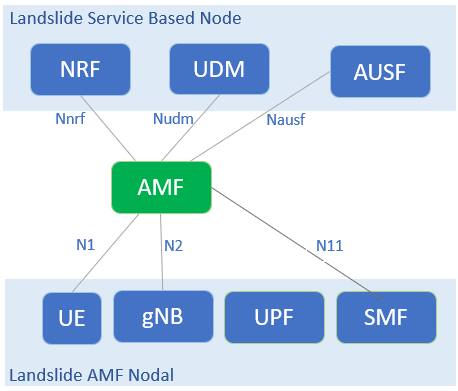 Landslide Service Based Node
NRF
UDM
AUSF
Nnrf
Nudm
Nausf
AMF
N1
N2
N11
UE
gNB
UPF
SMF
Landslide AMF Nodal